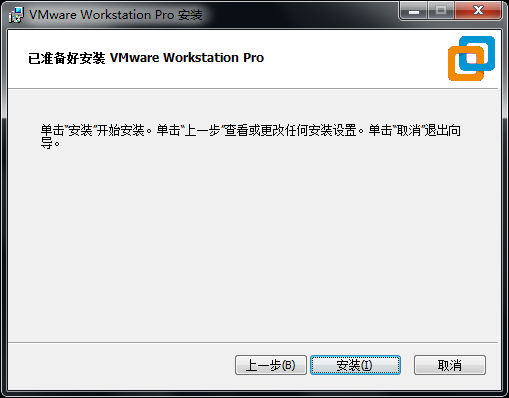 VMware Workstation Pro 安装
已准备好安装 VMware Workstation Pro
单击“安装”开始安装。单击“上一步”查看或更改任何安装设置。单击“取消”退出向
导。
上一步(B) 安装(I) 取消